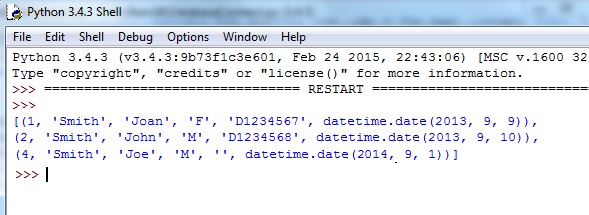 Python 3.4.3 Shell
File Edit Shell Debug Options Window Help
Python 3.4.3 (v3.4.3:9b73f1c3e601, Feb 24 2015, 22:43:06) [MSC v.1600 32
Type "copyright", "credits" or "license()" for more information.
>>> ================================ RESTART ===========================
>>>
[(1, 'Smith', 'Joan', 'F', 'D1234567', datetime.date(2013, 9, 9)),
(2, 'Smith', 'John', 'M', 'D1234568', datetime.date(2013, 9, 10)),
(4, 'Smith', 'Joe', 'M', '', datetime.date(2014, 9, 1))]
>>>